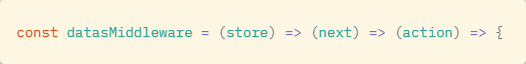 const datasMiddleware = (store) => (next) => (action) => {